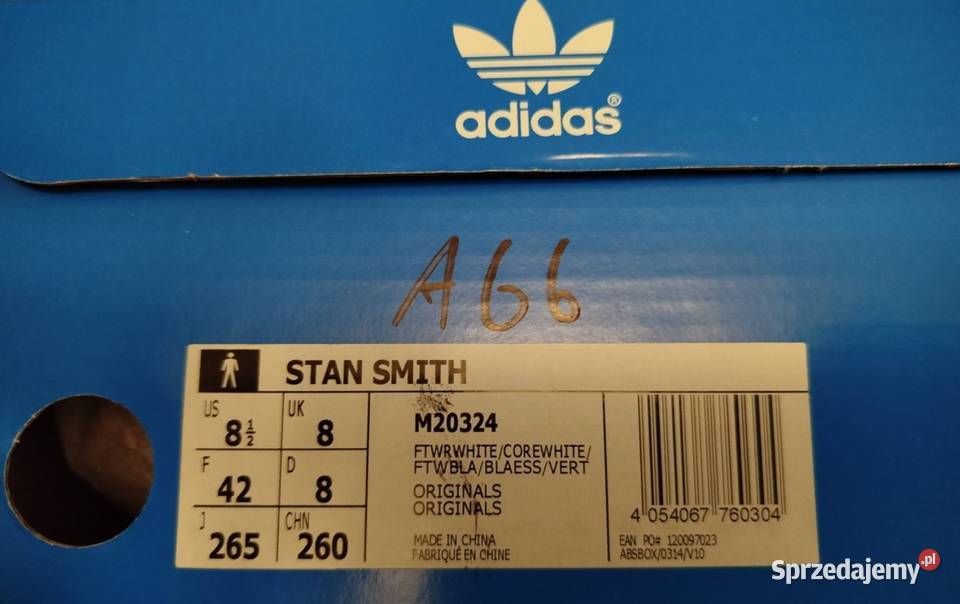 adidas®
A66
STAN SMITH
US 8 1/2 UK 8
F 42 D 8
J 265 CHN 260
M20324
FTWRWHITE/COREWHITE/
FTWBLA/BLAESS/VERT
ORIGINALS
ORIGINALS
MADE IN CHINA
FABRIQUÉ EN CHINE
4 054067 760304
EAN PO# 120097023
ABSBOX/0314/V10
Sprzedajemy.pl